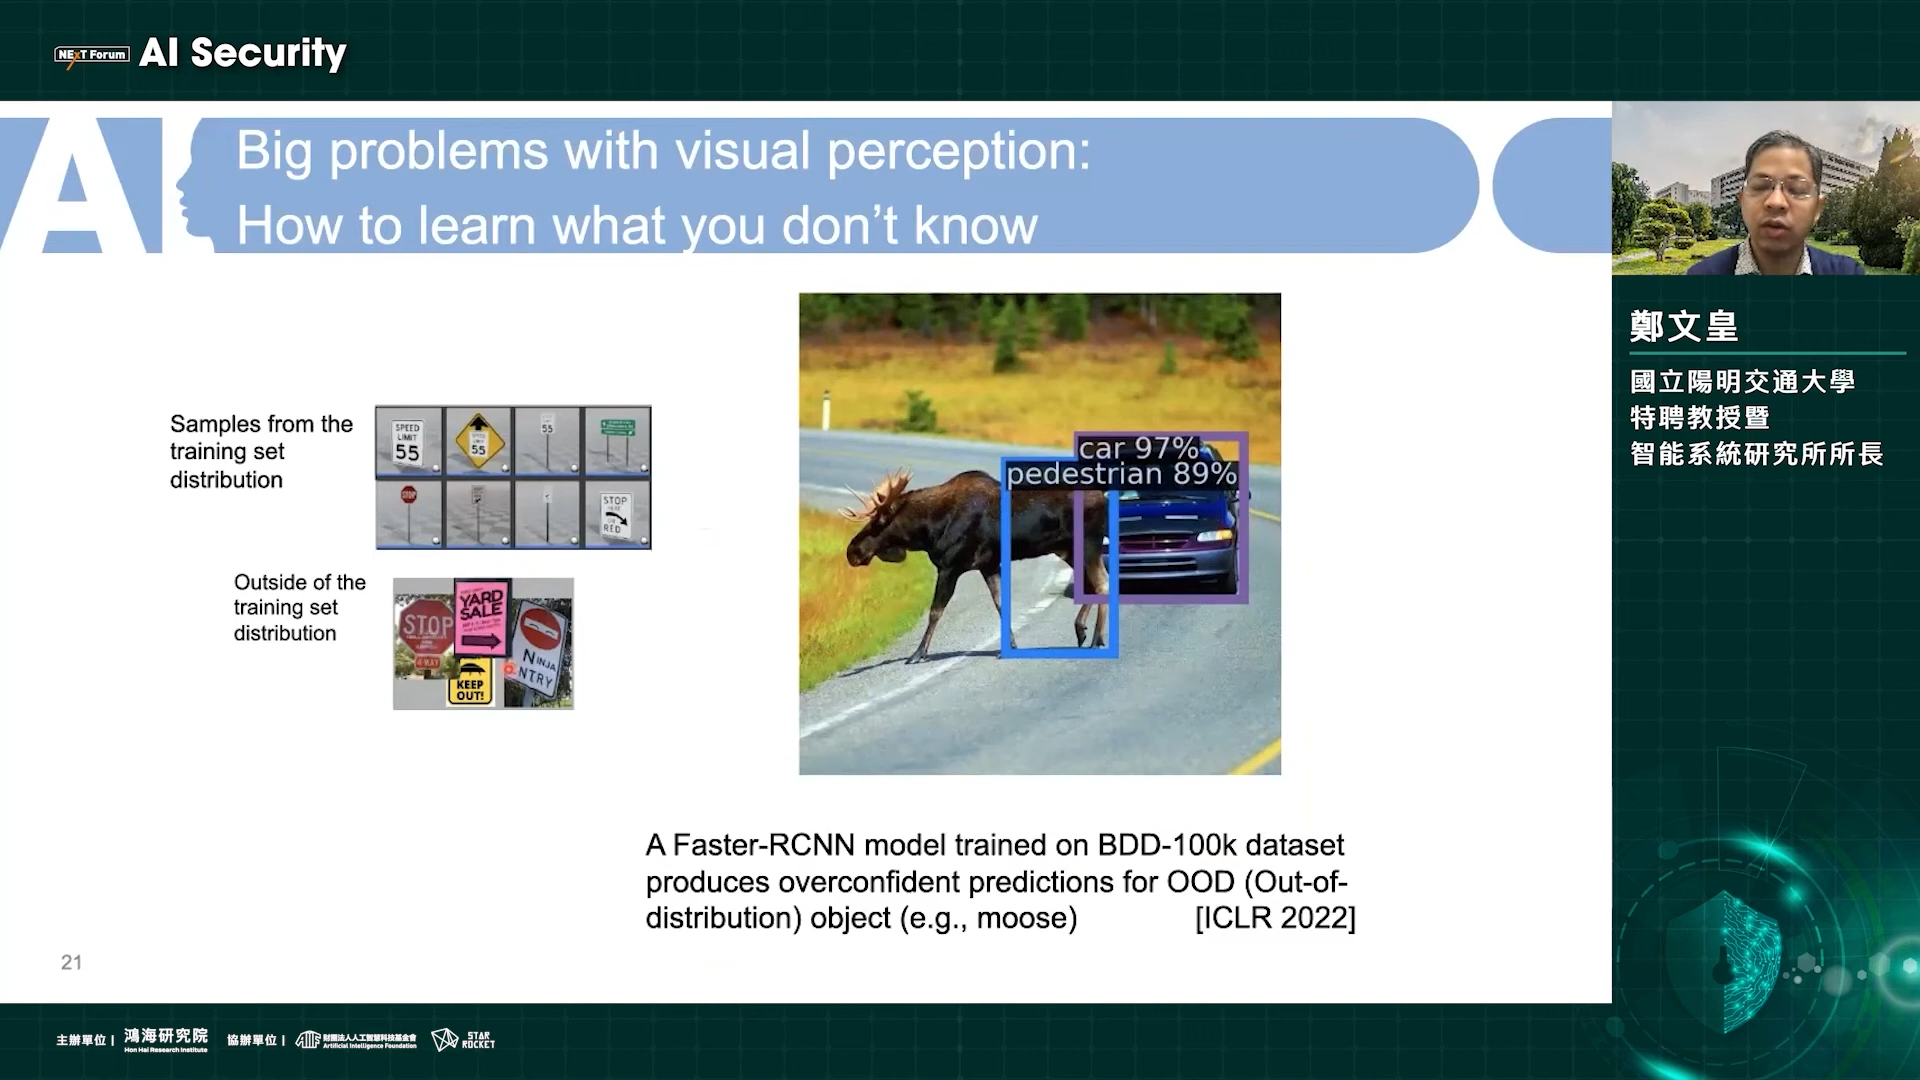 NExT Forum AI Security
AI
Big problems with visual perception:
How to learn what you don't know
鄭文皇
國立陽明交通大學
特聘教授暨
智能系統研究所所長
Samples from the
training set
distribution
SPEED
LIMIT
55
SPEED
LIMIT
55
55
STOP
STOP
HERE
ON
RED
Outside of the
training set
distribution
STOP
4-WAY
YARD
SALE
KEEP
OUT!
NINJA
ENTRY
car 97%
pedestrian 89%
A Faster-RCNN model trained on BDD-100k dataset
produces overconfident predictions for OOD (Out-of-
distribution) object (e.g., moose) [ICLR 2022]
21
主辦單位 | 鴻海研究院
Hon Hai Research Institute
協辦單位 | 財團法人人工智慧科技基金會
Artificial Intelligence Foundation
STAR
ROCKET